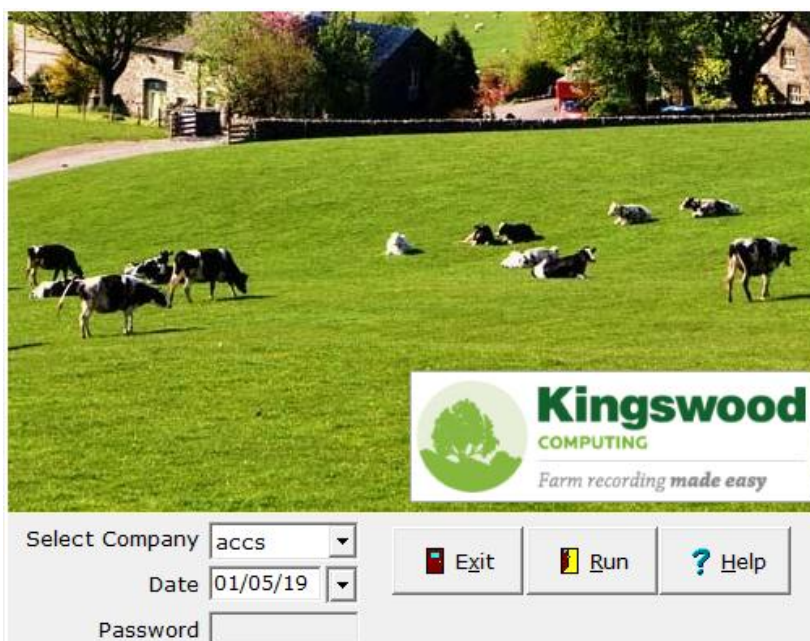 Kingswood
COMPUTING
Farm recording made easy
Select Company accs
Date 01/05/19
Password
Exit
Run
? Help